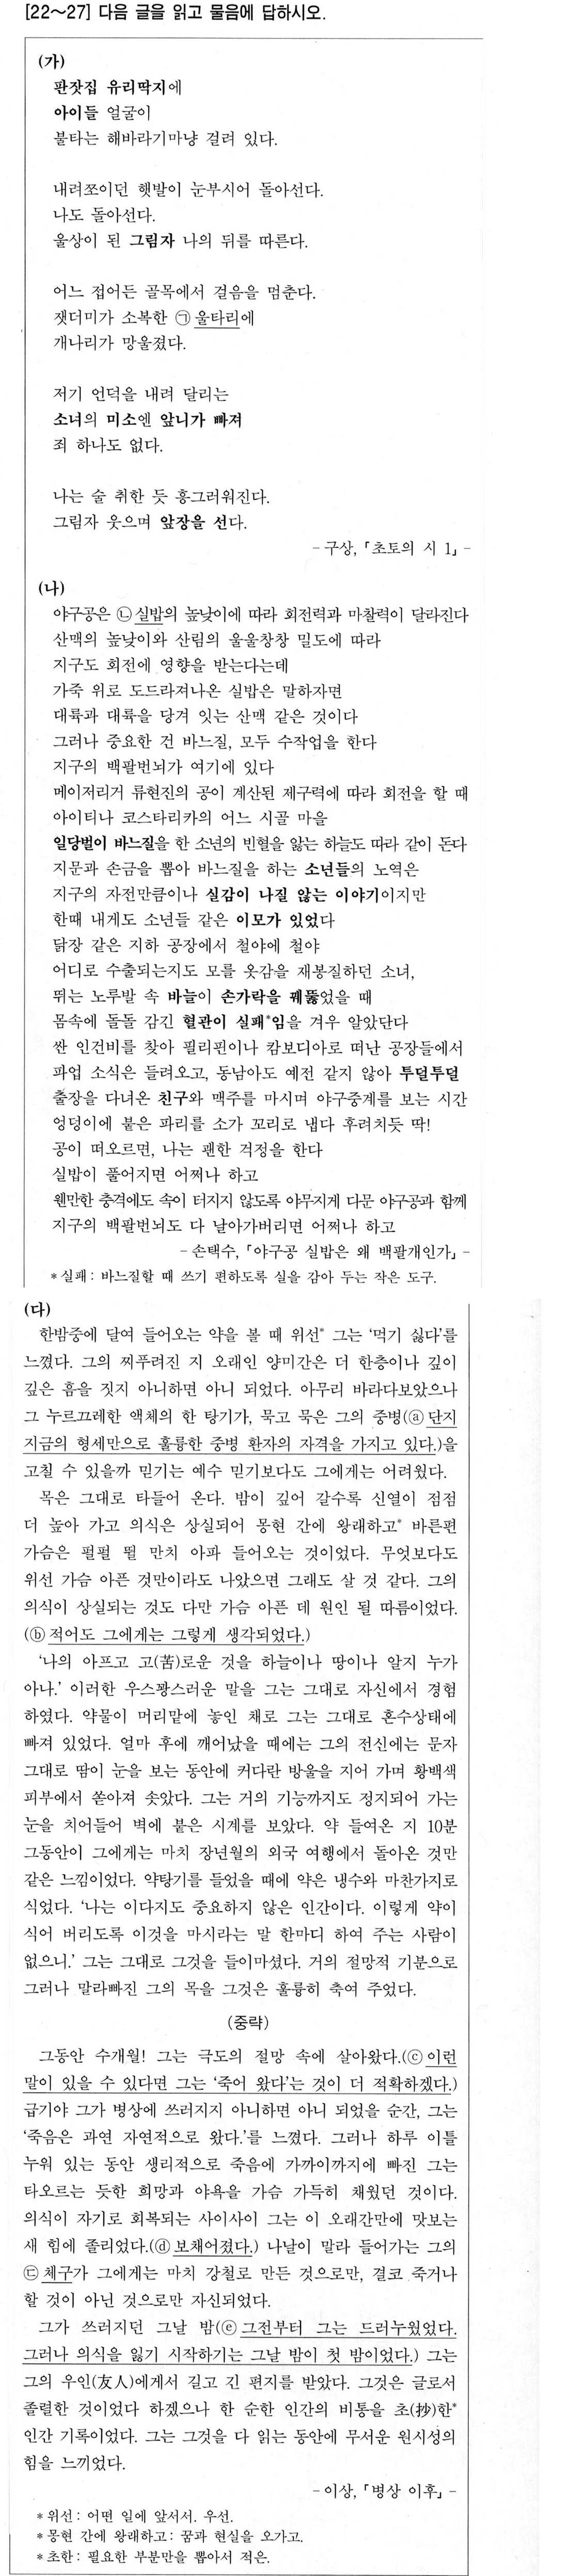 [22～27] 다음 글을 읽고 물음에 답하시오.
(가)
판잣집 유리딱지에
아이들 얼굴이
불타는 해바라기마냥 걸려 있다.
내려쪼이던 햇발이 눈부시어 돌아선다.
나도 돌아선다.
울상이 된 그림자 나의 뒤를 따른다.
어느 접어든 골목에서 걸음을 멈춘다.
잿더미가 소복한 ㉠ 울타리에
개나리가 망울졌다.
저기 언덕을 내려 달리는
소녀의 미소엔 앞니가 빠져
죄 하나도 없다.
나는 술 취한 듯 흥그러워진다.
그림자 웃으며 앞장을 선다.
- 구상, 「초토의 시 1」 -
(나)
야구공은 ㉡ 실밥의 높낮이에 따라 회전력과 마찰력이 달라진다
산맥의 높낮이와 산림의 울울창창 밀도에 따라
지구도 회전에 영향을 받는다는데
가죽 위로 도드라져나온 실밥은 말하자면
대륙과 대륙을 당겨 잇는 산맥 같은 것이다
그러나 중요한 건 바느질, 모두 수작업을 한다
지구의 백팔번뇌가 여기에 있다
메이저리거 류현진의 공이 계산된 제구력에 따라 회전을 할 때
아이티나 코스타리카의 어느 시골 마을
일당벌이 바느질을 한 소년의 빈혈을 앓는 하늘도 따라 같이 돈다
지문과 손금을 뽑아 바느질을 하는 소년들의 노역은
지구의 자전만큼이나 실감이 나질 않는 이야기이지만
한때 내게도 소년들 같은 이모가 있었다
닭장 같은 지하 공장에서 철야에 철야
어디로 수출되는지도 모를 옷감을 재봉질하던 소녀,
뛰는 노루발 속 바늘이 손가락을 꿰뚫었을 때
몸속에 돌돌 감긴 혈관이 실패*임을 겨우 알았단다
싼 인건비를 찾아 필리핀이나 캄보디아로 떠난 공장들에서
파업 소식은 들려오고, 동남아도 예전 같지 않아 투덜투덜
출장을 다녀온 친구와 맥주를 마시며 야구중계를 보는 시간
엉덩이에 붙은 파리를 소가 꼬리로 냅다 후려치듯 딱!
공이 떠오르면, 나는 괜한 걱정을 한다
실밥이 풀어지면 어쩌나 하고
웬만한 충격에도 속이 터지지 않도록 야무지게 다문 야구공과 함께
지구의 백팔번뇌도 다 날아가버리면 어쩌나 하고
- 손택수, 「야구공 실밥은 왜 백팔개인가」 -
* 실패 : 바느질할 때 쓰기 편하도록 실을 감아 두는 작은 도구.
(다)
한밤중에 달여 들어오는 약을 볼 때 위선* 그는 '먹기 싫다'를
느꼈다. 그의 찌푸려진 지 오래인 양미간은 더 한층이나 깊이
깊은 홈을 짓지 아니하면 아니 되었다. 아무리 바라다보았으나
그 누르끄레한 액체의 한 탕기가, 묵고 묵은 그의 중병(ⓐ 단지
지금의 형세만으로 훌륭한 중병 환자의 자격을 가지고 있다.)을
고칠 수 있을까 믿기는 예수 믿기보다도 그에게는 어려웠다.
목은 그대로 타들어 온다. 밤이 깊어 갈수록 신열이 점점
더 높아 가고 의식은 상실되어 몽현 간에 왕래하고* 바른편
가슴은 펄펄 뛸 만치 아파 들어오는 것이었다. 무엇보다도
위선 가슴 아픈 것만이라도 나았으면 그래도 살 것 같다. 그의
의식이 상실되는 것도 다만 가슴 아픈 데 원인 될 따름이었다.
(ⓑ 적어도 그에게는 그렇게 생각되었다.)
'나의 아프고 고(苦)로운 것을 하늘이나 땅이나 알지 누가
아나.' 이러한 우스꽝스러운 말을 그는 그대로 자신에서 경험
하였다. 약물이 머리맡에 놓인 채로 그는 그대로 혼수상태에
빠져 있었다. 얼마 후에 깨어났을 때에는 그의 전신에는 문자
그대로 땀이 눈을 보는 동안에 커다란 방울을 지어 가며 황백색
피부에서 쏟아져 솟았다. 그는 거의 기능까지도 정지되어 가는
눈을 치어들어 벽에 붙은 시계를 보았다. 약 들여온 지 10분
그동안이 그에게는 마치 장년월의 외국 여행에서 돌아온 것만
같은 느낌이었다. 약탕기를 들었을 때에 약은 냉수와 마찬가지로
식었다. '나는 이다지도 중요하지 않은 인간이다. 이렇게 약이
식어 버리도록 이것을 마시라는 말 한마디 하여 주는 사람이
없으니.' 그는 그대로 그것을 들이마셨다. 거의 절망적 기분으로
그러나 말라빠진 그의 목을 그것은 훌륭히 축여 주었다.
(중략)
그동안 수개월! 그는 극도의 절망 속에 살아왔다.(ⓒ 이런
말이 있을 수 있다면 그는 '죽어 왔다'는 것이 더 적확하겠다.)
급기야 그가 병상에 쓰러지지 아니하면 아니 되었을 순간, 그는
'죽음은 과연 자연적으로 왔다.'를 느꼈다. 그러나 하루 이틀
누워 있는 동안 생리적으로 죽음에 가까이까지에 빠진 그는
타오르는 듯한 희망과 야욕을 가슴 가득히 채웠던 것이다.
의식이 자기로 회복되는 사이사이 그는 이 오래간만에 맛보는
새 힘에 졸리었다.(ⓓ 보채어졌다.) 나날이 말라 들어가는 그의
㉢ 체구가 그에게는 마치 강철로 만든 것으로만, 결코 죽거나
할 것이 아닌 것으로만 자신되었다.
그가 쓰러지던 그날 밤(ⓔ 그전부터 그는 드러누웠었다.
그러나 의식을 잃기 시작하기는 그날 밤이 첫 밤이었다.) 그는
그의 우인(友人)에게서 길고 긴 편지를 받았다. 그것은 글로서
졸렬한 것이었다 하겠으나 한 순한 인간의 비통을 초(抄)한*
인간 기록이었다. 그는 그것을 다 읽는 동안에 무서운 원시성의
힘을 느끼었다.
- 이상, 「병상 이후」 -
* 위선 : 어떤 일에 앞서서. 우선.
* 몽현 간에 왕래하고 : 꿈과 현실을 오가고.
* 초한 : 필요한 부분만을 뽑아서 적은.